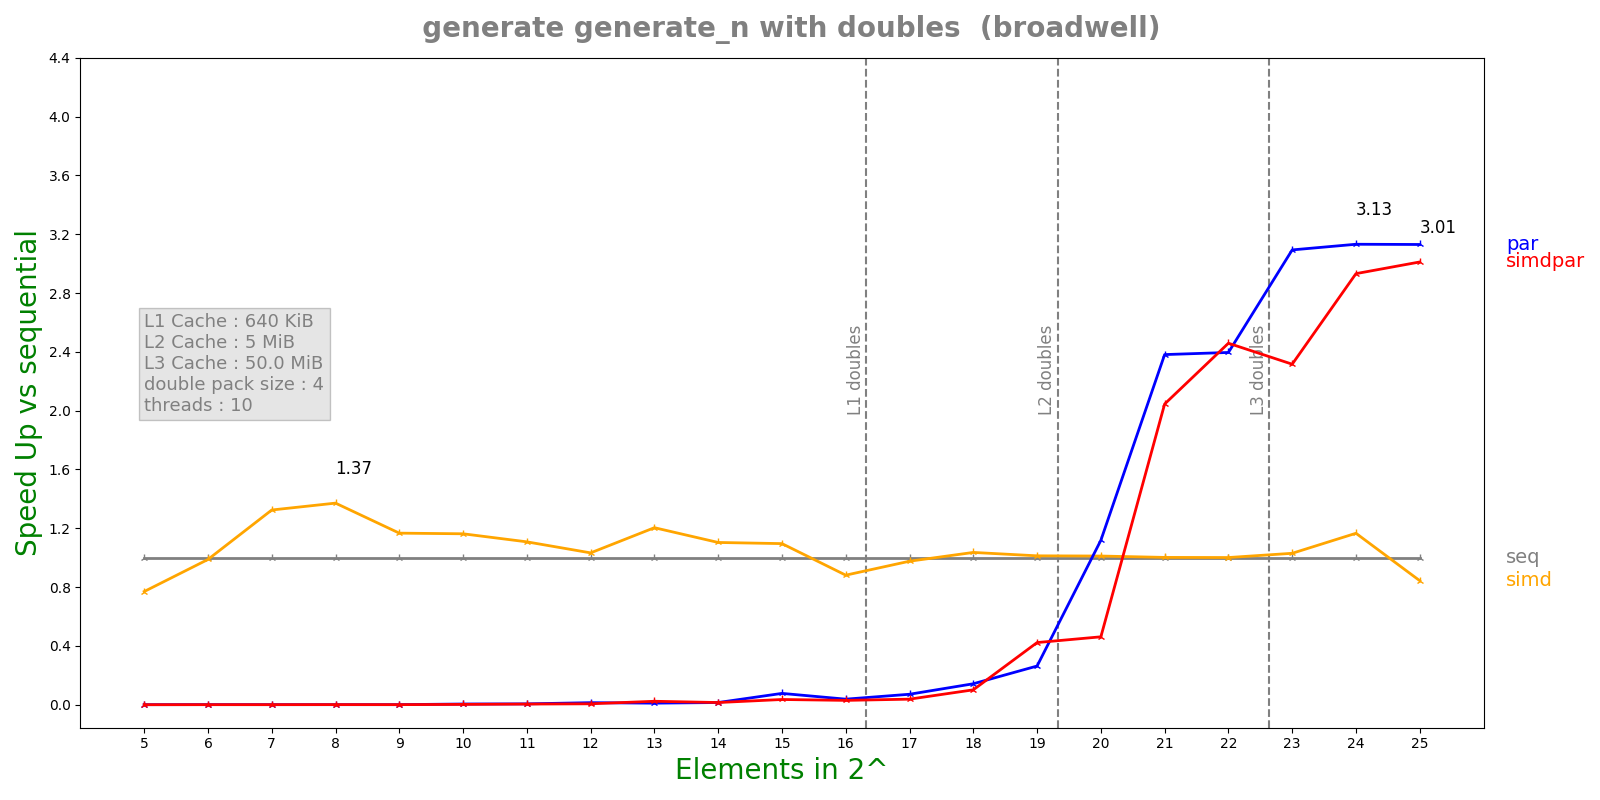 generate generate_n with doubles  (broadwell)
Speed Up vs sequential
4.4
4.0
3.6
3.2
2.8
2.4
2.0
1.6
1.2
0.8
0.4
0.0
L1 Cache : 640 KiB
L2 Cache : 5 MiB
L3 Cache : 50.0 MiB
double pack size : 4
threads : 10
1.37
L1 doubles
L2 doubles
L3 doubles
3.13
3.01
par
simdpar
seq
simd
5 6 7 8 9 10 11 12 13 14 15 16 17 18 19 20 21 22 23 24 25
Elements in 2^